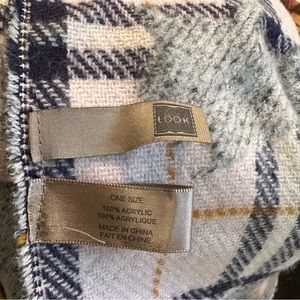 LOOK
ONE SIZE
100% ACRYLIC
100% ACRYLIQUE
MADE IN CHINA
FAIT EN CHINE